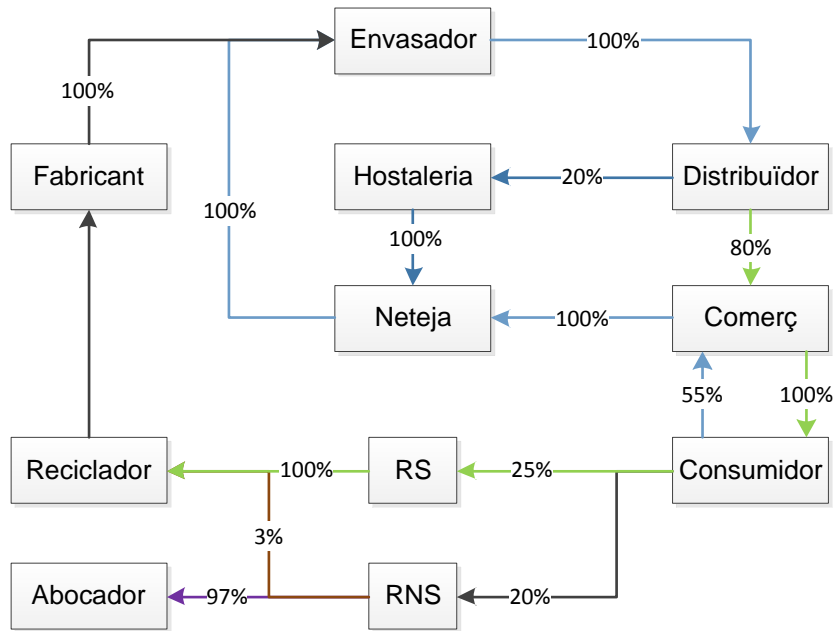 Envasador
100%
100%
Fabricant
Hostaleria
20%
Distribuïdor
100%
100%
80%
Neteja
100%
Comerç
55%
100%
Reciclador
100%
RS
25%
Consumidor
3%
Abocador
97%
RNS
20%